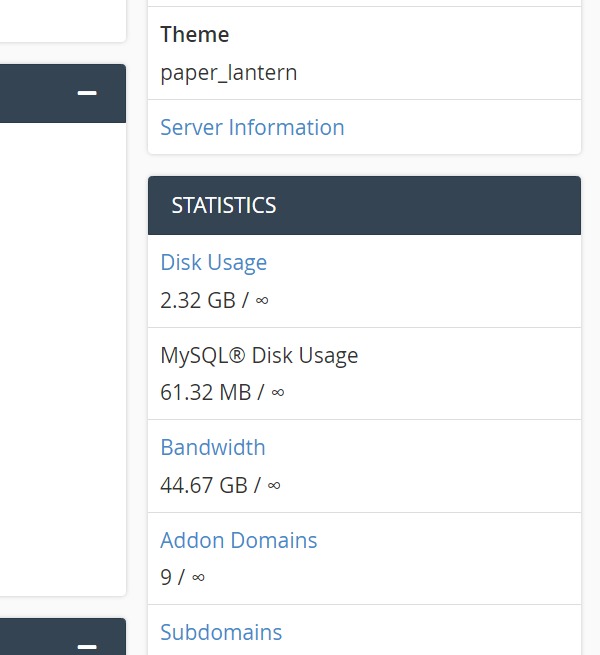 Theme
paper_lantern
Server Information
STATISTICS
Disk Usage
2.32 GB / ∞
MySQL® Disk Usage
61.32 MB / ∞
Bandwidth
44.67 GB / ∞
Addon Domains
9 / ∞
Subdomains